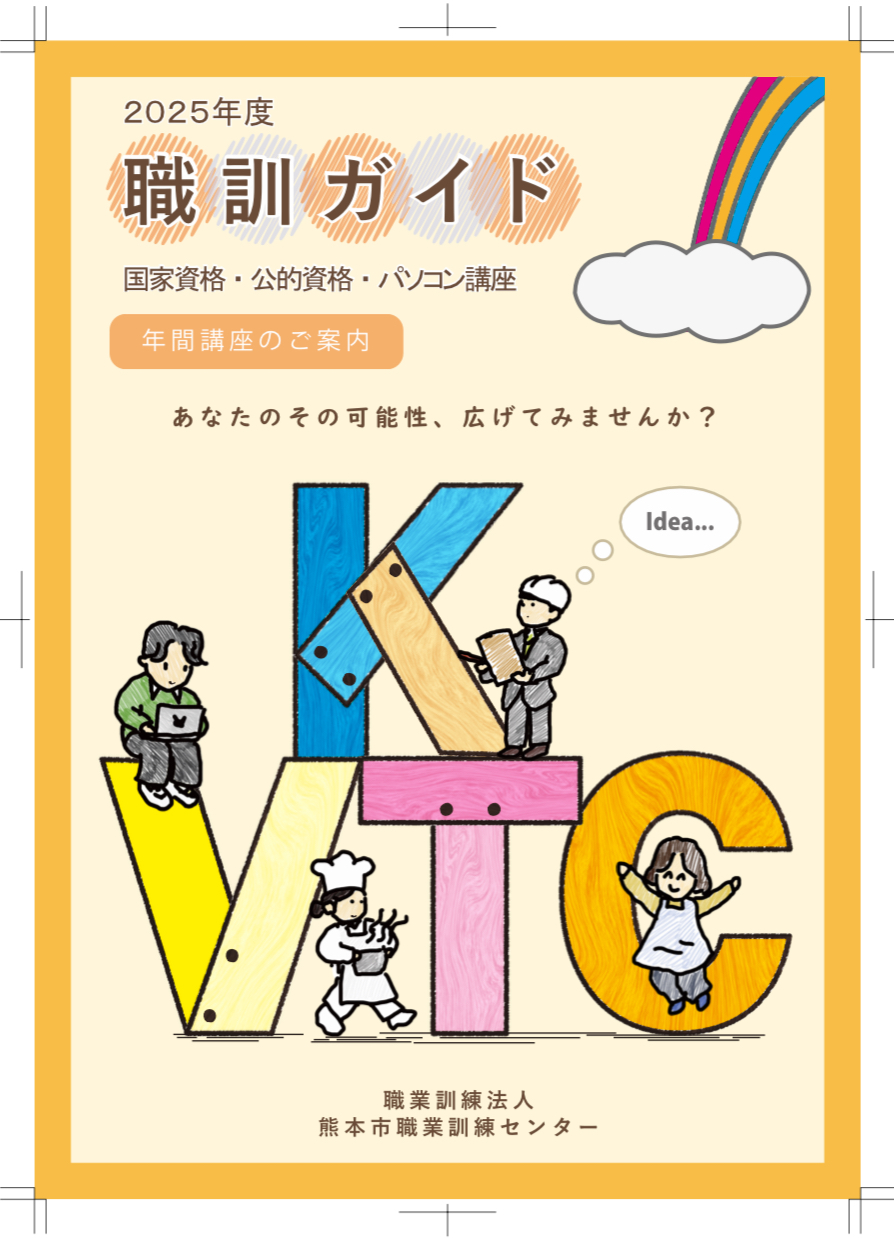 2025年度
職訓ガイド
国家資格・公的資格・パソコン講座
年間講座のご案内
あなたのその可能性、広げてみませんか？
Idea...
K
VTC
職業訓練法人
熊本市職業訓練センター